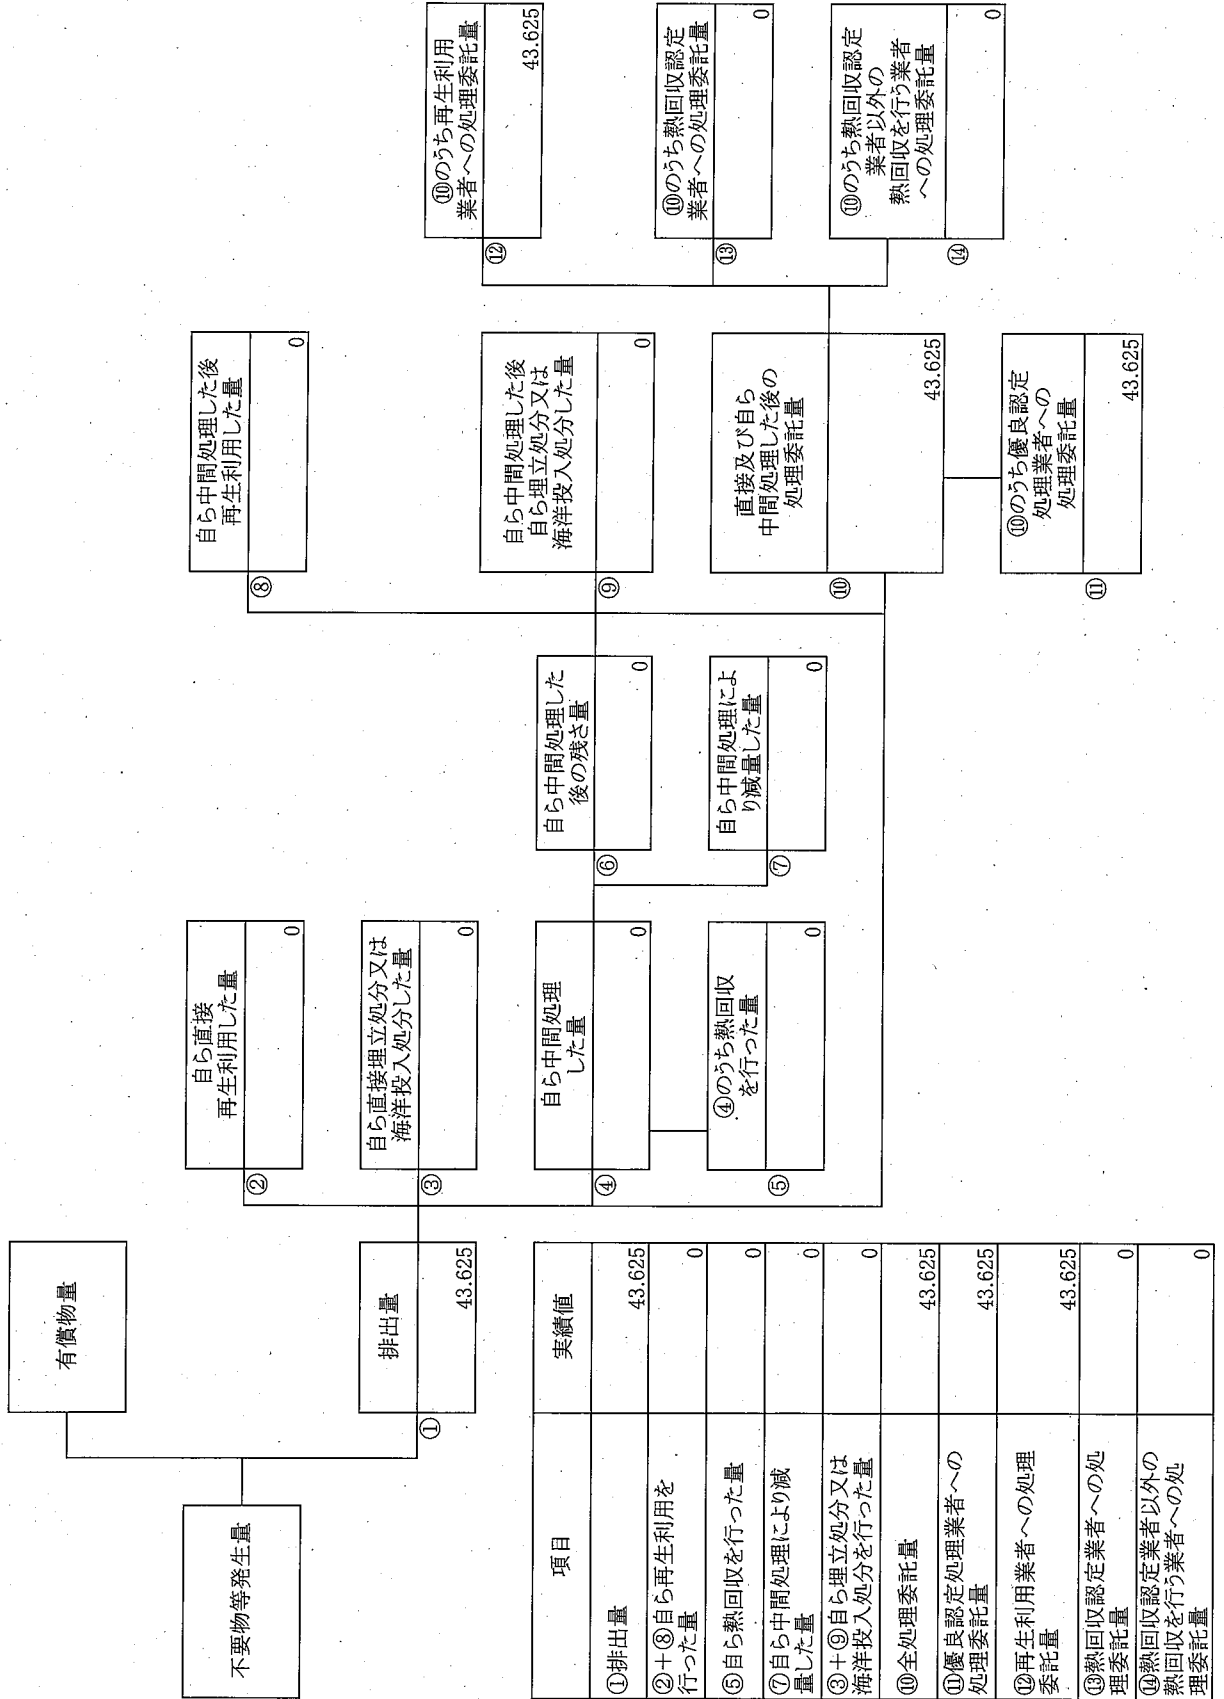 不要物等発生量
有償物量
①
排出量
43.625
②
自ら直接
再生利用した量
0
③
自ら直接埋立処分又は
海洋投入処分した量
0
④
自ら中間処理
した量
0
⑤
④のうち熱回収
を行った量
0
⑥
自ら中間処理した
後の残さ量
0
⑦
自ら中間処理によ
り減量した量
0
⑧
自ら中間処理した後
再生利用した量
0
⑨
自ら中間処理した後
自ら埋立処分又は
海洋投入処分した量
0
⑩
直接及び自ら
中間処理した後の
処理委託量
43.625
⑪
⑩のうち優良認定
処理業者への
処理委託量
43.625
⑫
⑩のうち再生利用
業者への処理委託量
43.625
⑬
⑩のうち熱回収認定
業者への処理委託量
0
⑭
⑩のうち熱回収認定
業者以外の
熱回収を行う業者
への処理委託量
0
項目 実績値
①排出量 43.625
②+⑧自ら再生利用を
行った量 0
⑤自ら熱回収を行った量 0
⑦自ら中間処理により減
量した量 0
③+⑨自ら埋立処分又は
海洋投入処分を行った量 0
⑩全処理委託量 43.625
⑪優良認定処理業者への
処理委託量 43.625
⑫再生利用業者への処理
委託量 43.625
⑬熱回収認定業者への処
理委託量 0
⑭熱回収認定業者以外の
熱回収を行う業者への処
理委託量 0